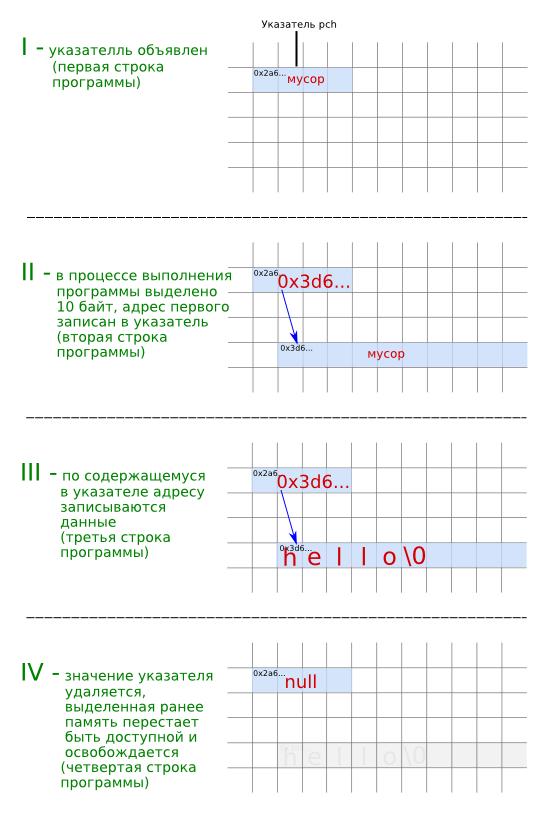 Указатель pch
I - указателль объявлен
(первая строка
программы)
0x2a6...
мусор
II - в процессе выполнения
программы выделено
10 байт, адрес первого
записан в указатель
(вторая строка
программы)
0x2a6...
0x3d6...
0x3d6...
мусор
III - по содержащемуся
в указателе адресу
записываются
данные
(третья строка
программы)
0x2a6...
0x3d6...
0x3d6...
h e l l o \0
IV - значение указателя
удаляется,
выделенная ранее
память перестает
быть доступной и
освобождается
(четвертая строка
программы)
0x2a6...
null
h e l l o \0